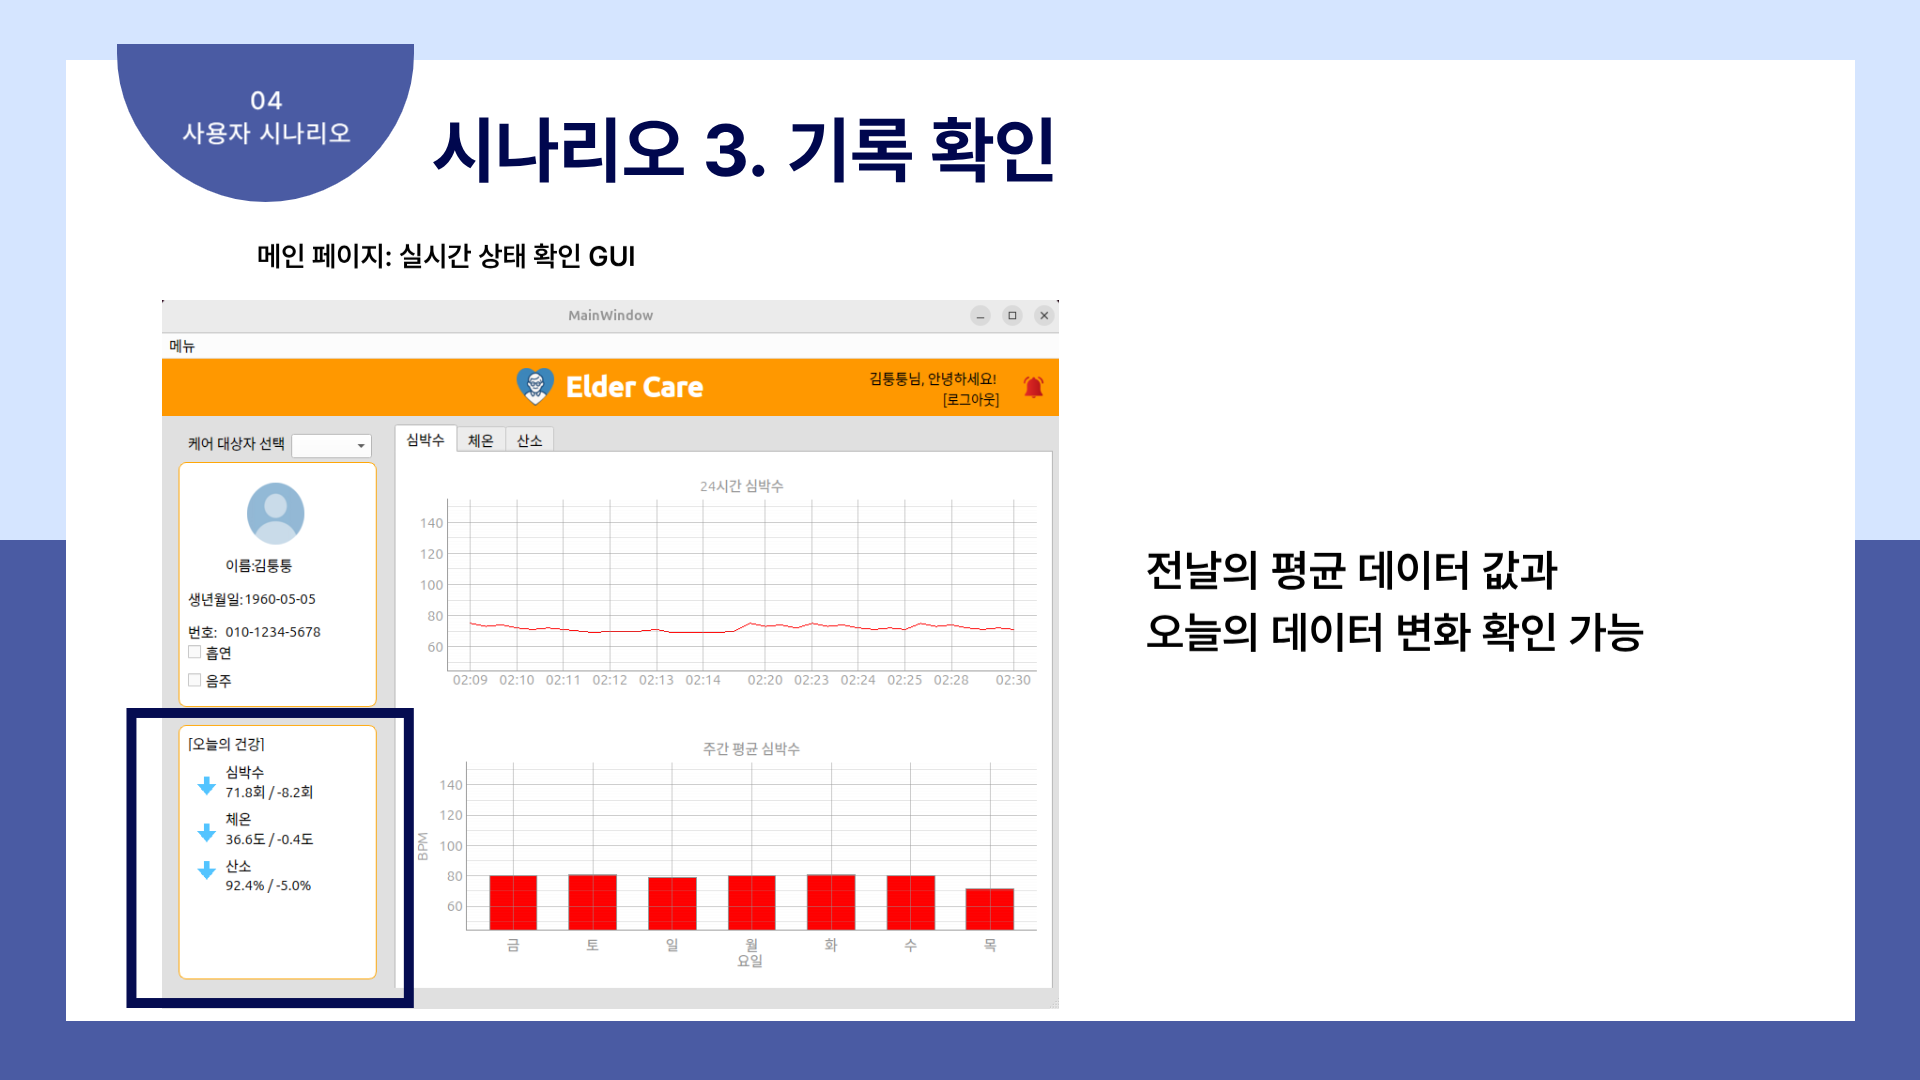 04
사용자 시나리오
시나리오 3. 기록 확인
메인 페이지: 실시간 상태 확인 GUI
MainWindow
메뉴
Elder Care
김퉁퉁님, 안녕하세요!
[로그아웃]
케어 대상자 선택
이름:김퉁퉁
생년월일:1960-05-05
번호: 010-1234-5678
흡연
음주
[오늘의 건강]
심박수
71.8회 / -8.2회
체온
36.6도 / -0.4도
산소
92.4% / -5.0%
심박수 체온 산소
24시간 심박수
140
120
100
80
60
02:09 02:10 02:11 02:12 02:13 02:14 02:20 02:23 02:24 02:25 02:28 02:30
주간 평균 심박수
BPM
140
120
100
80
60
금 토 일 월 화 수 목
요일
전날의 평균 데이터 값과
오늘의 데이터 변화 확인 가능